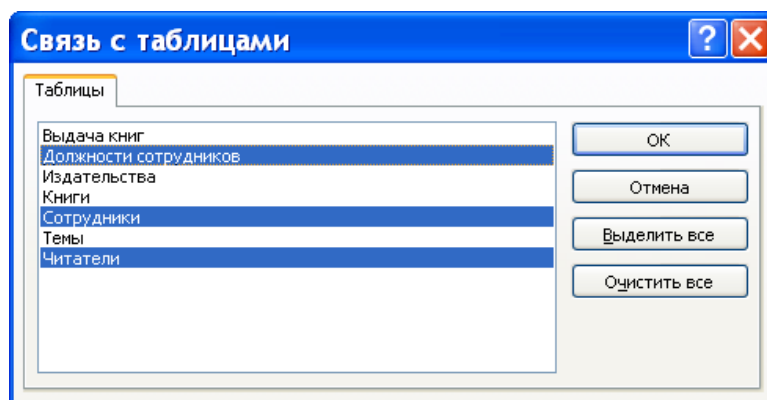 Связь с таблицами
?
Таблицы
Выдача книг
Должности сотрудников
Издательства
Книги
Сотрудники
Темы
Читатели
ОК
Отмена
Выделить все
Очистить все